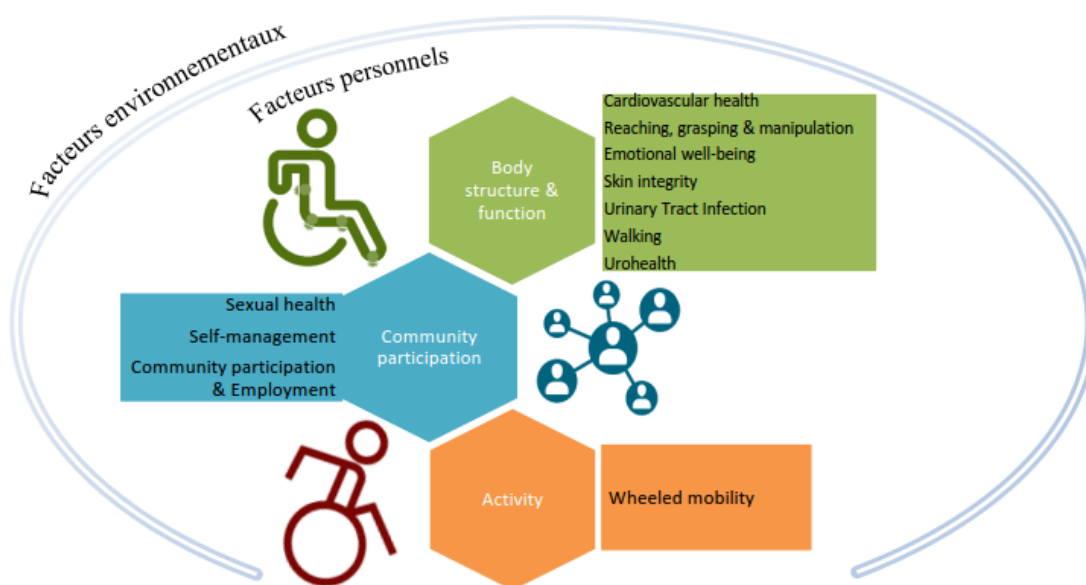 Facteurs environnementaux
Facteurs personnels
Body
structure &
function
Cardiovascular health
Reaching, grasping & manipulation
Emotional well-being
Skin integrity
Urinary Tract Infection
Walking
Urohealth
Sexual health
Self-management
Community participation
& Employment
Community
participation
Activity
Wheeled mobility